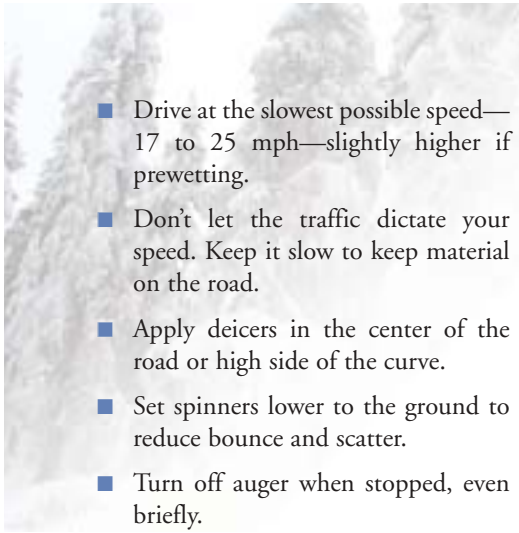 ■ Drive at the slowest possible speed—
17 to 25 mph—slightly higher if
prewetting.
■ Don't let the traffic dictate your
speed. Keep it slow to keep material
on the road.
■ Apply deicers in the center of the
road or high side of the curve.
■ Set spinners lower to the ground to
reduce bounce and scatter.
■ Turn off auger when stopped, even
briefly.